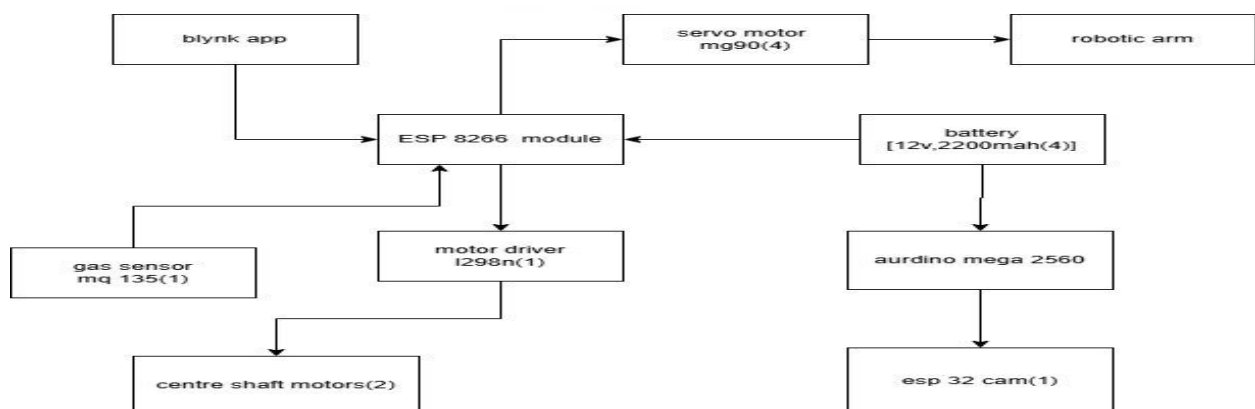 blynk app
servo motor
mg90(4)
robotic arm
ESP 8266 module
battery
[12v,2200mah(4)]
gas sensor
mq 135(1)
motor driver
l298n(1)
aurdino mega 2560
centre shaft motors(2)
esp 32 cam(1)